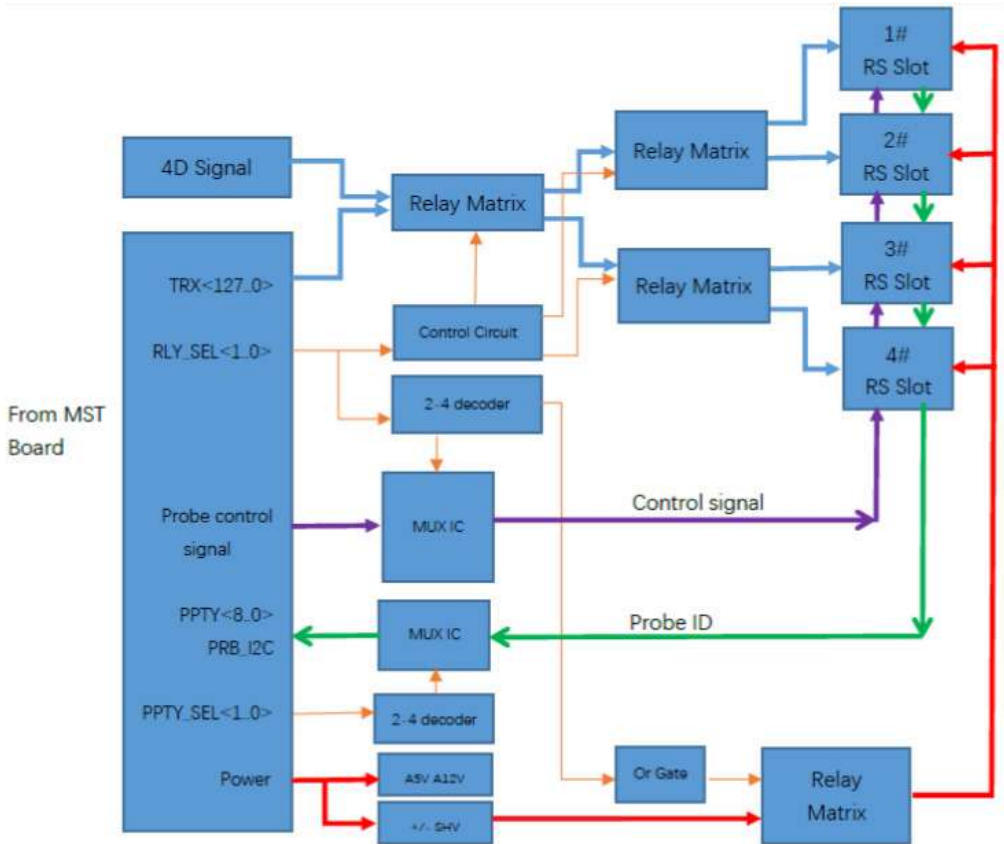 1#
RS Slot
2#
RS Slot
3#
RS Slot
4#
RS Slot
4D Signal
Relay Matrix
Relay Matrix
Relay Matrix
From MST
Board
TRX<127..0>
RLY_SEL<1..0>
Control Circuit
2-4 decoder
Probe control
signal
MUX IC
Control signal
PPTY<8..0>
PRB_I2C
MUX IC
Probe ID
PPTY_SEL<1..0>
2-4 decoder
Power
A5V A12V
+/- SHV
Or Gate
Relay
Matrix